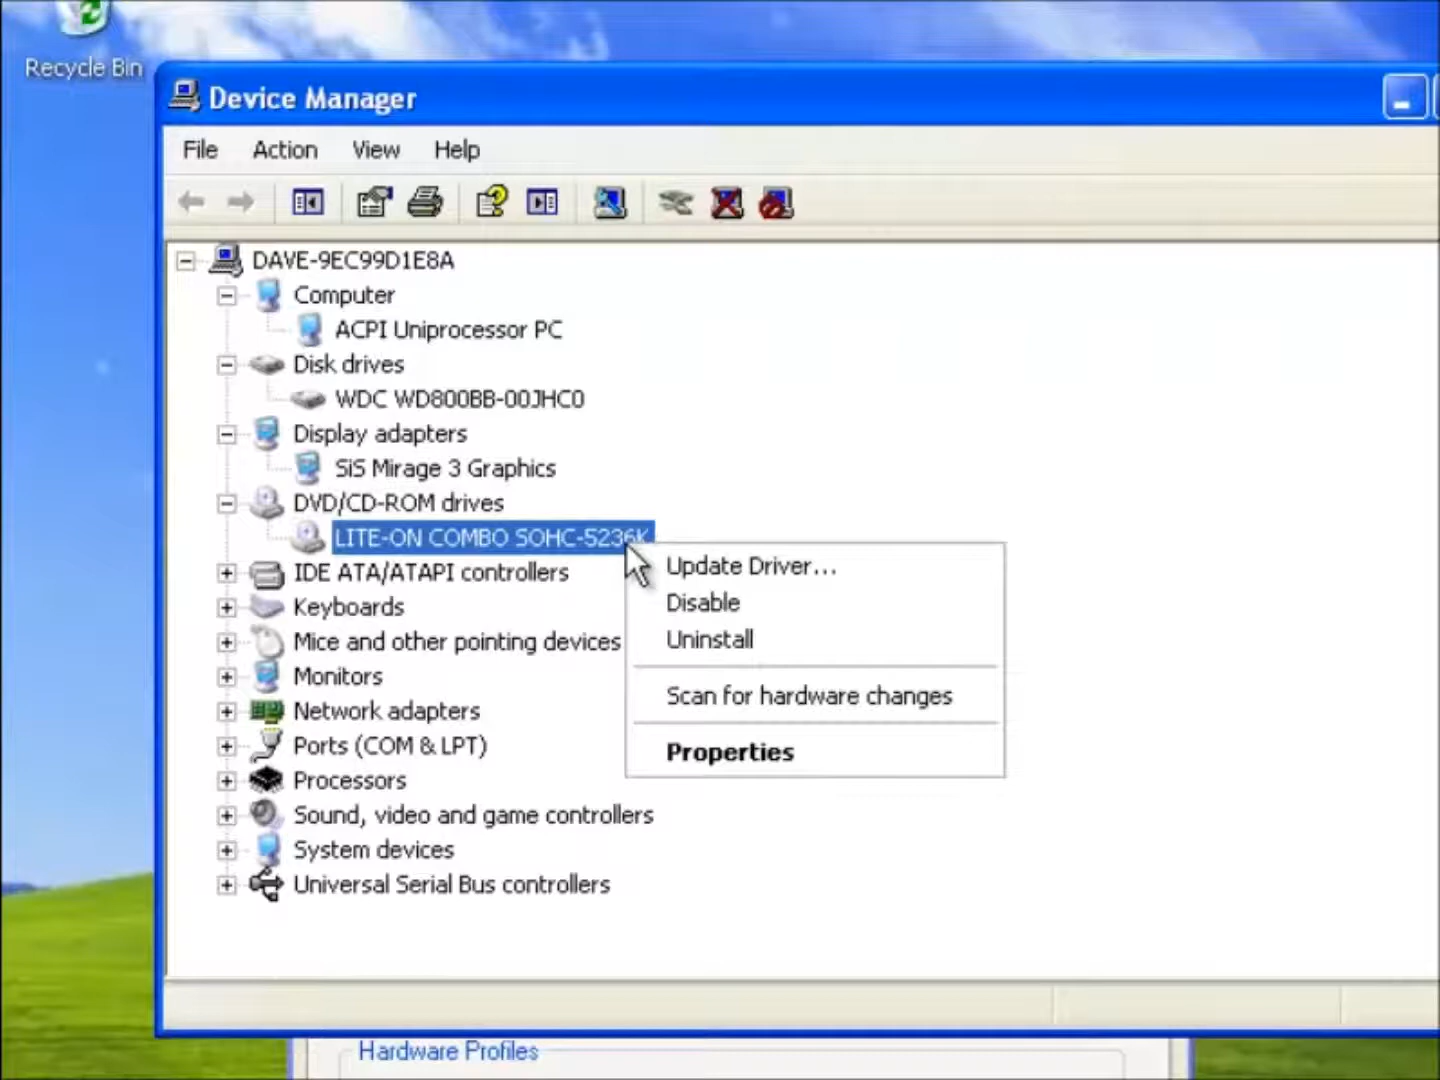 Recycle Bin
Device Manager
File Action View Help
DAVE-9EC99D1E8A
Computer
ACPI Uniprocessor PC
Disk drives
WDC WD800BB-00JHC0
Display adapters
SiS Mirage 3 Graphics
DVD/CD-ROM drives
LITE-ON COMBO SOHC-5236K
IDE ATA/ATAPI controllers
Keyboards
Mice and other pointing devices
Monitors
Network adapters
Ports (COM & LPT)
Processors
Sound, video and game controllers
System devices
Universal Serial Bus controllers
Update Driver...
Disable
Uninstall
Scan for hardware changes
Properties
Hardware Profiles